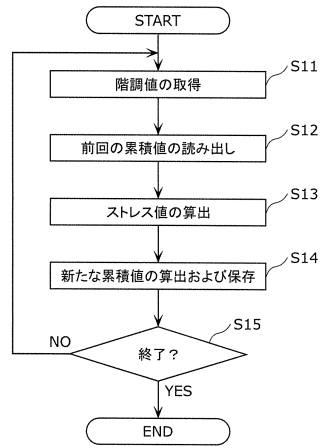 START
階調値の取得
S11
前回の累積値の読み出し
S12
ストレス値の算出
S13
新たな累積値の算出および保存
S14
終了？
S15
NO
YES
END